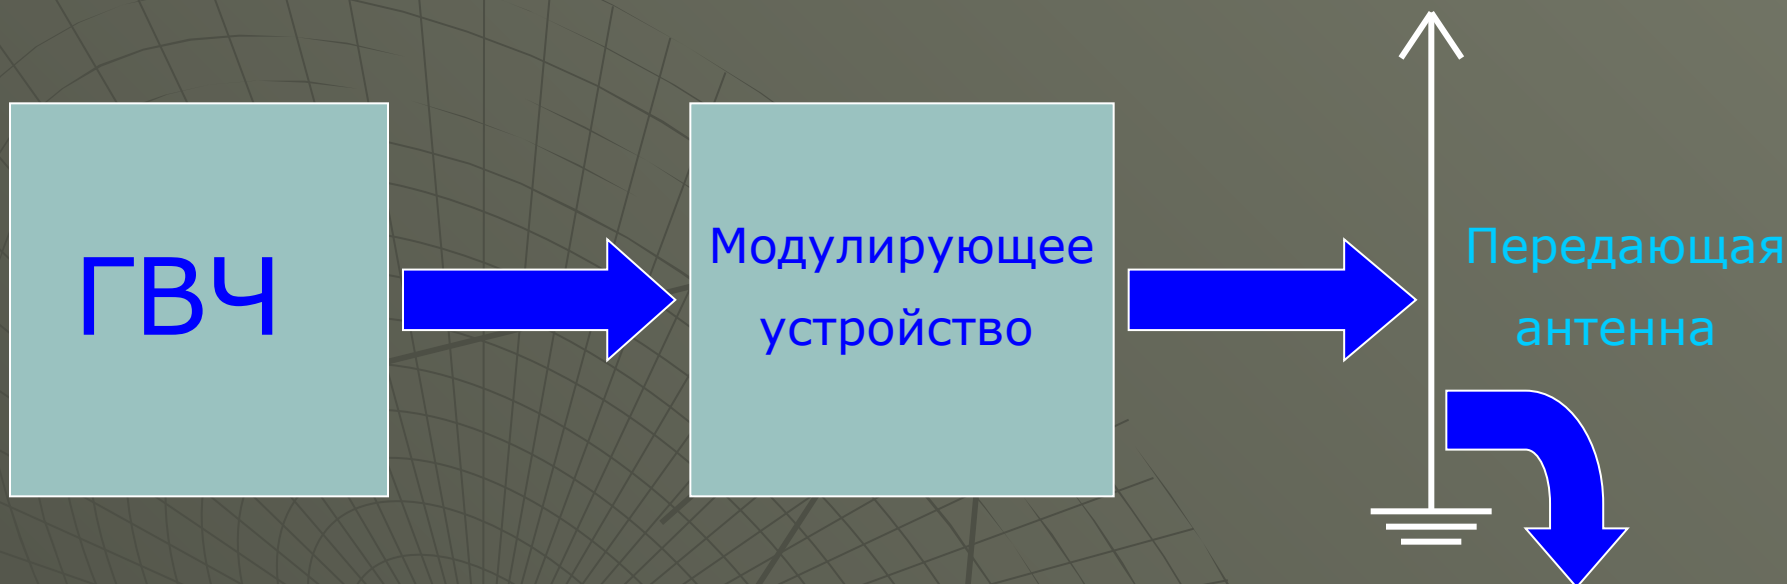 ГВЧ
Модулирующее
устройство
Передающая
антенна